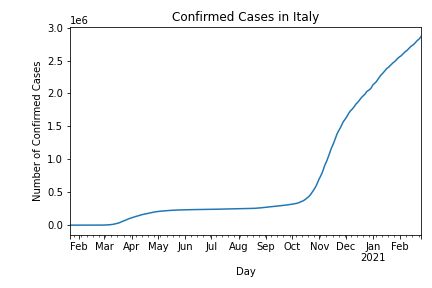 Confirmed Cases in Italy
1e6
3.0
2.5
2.0
1.5
1.0
0.5
0.0
Number of Confirmed Cases
Feb Mar Apr May Jun Jul Aug Sep Oct Nov Dec Jan Feb
2021
Day